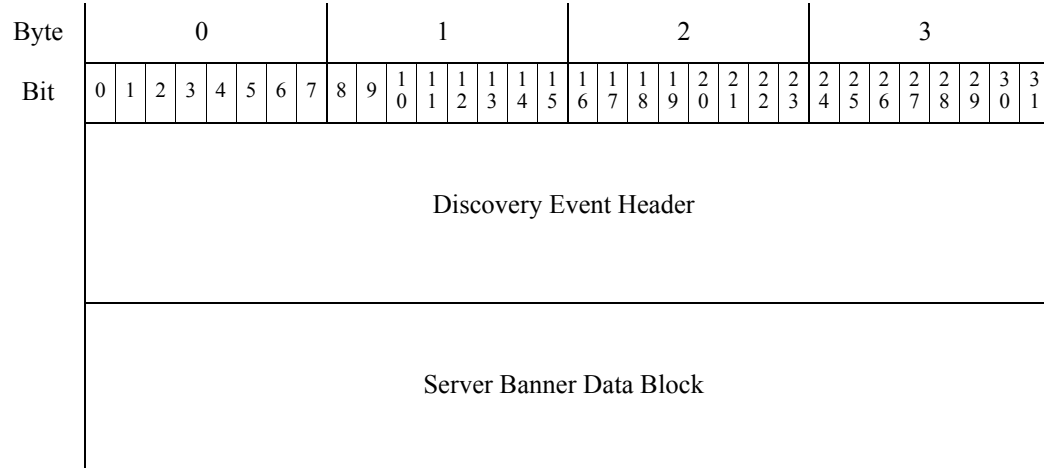 Byte 0 1 2 3
Bit 0 1 2 3 4 5 6 7 8 9 10 11 12 13 14 15 16 17 18 19 20 21 22 23 24 25 26 27 28 29 30 31
Discovery Event Header
Server Banner Data Block